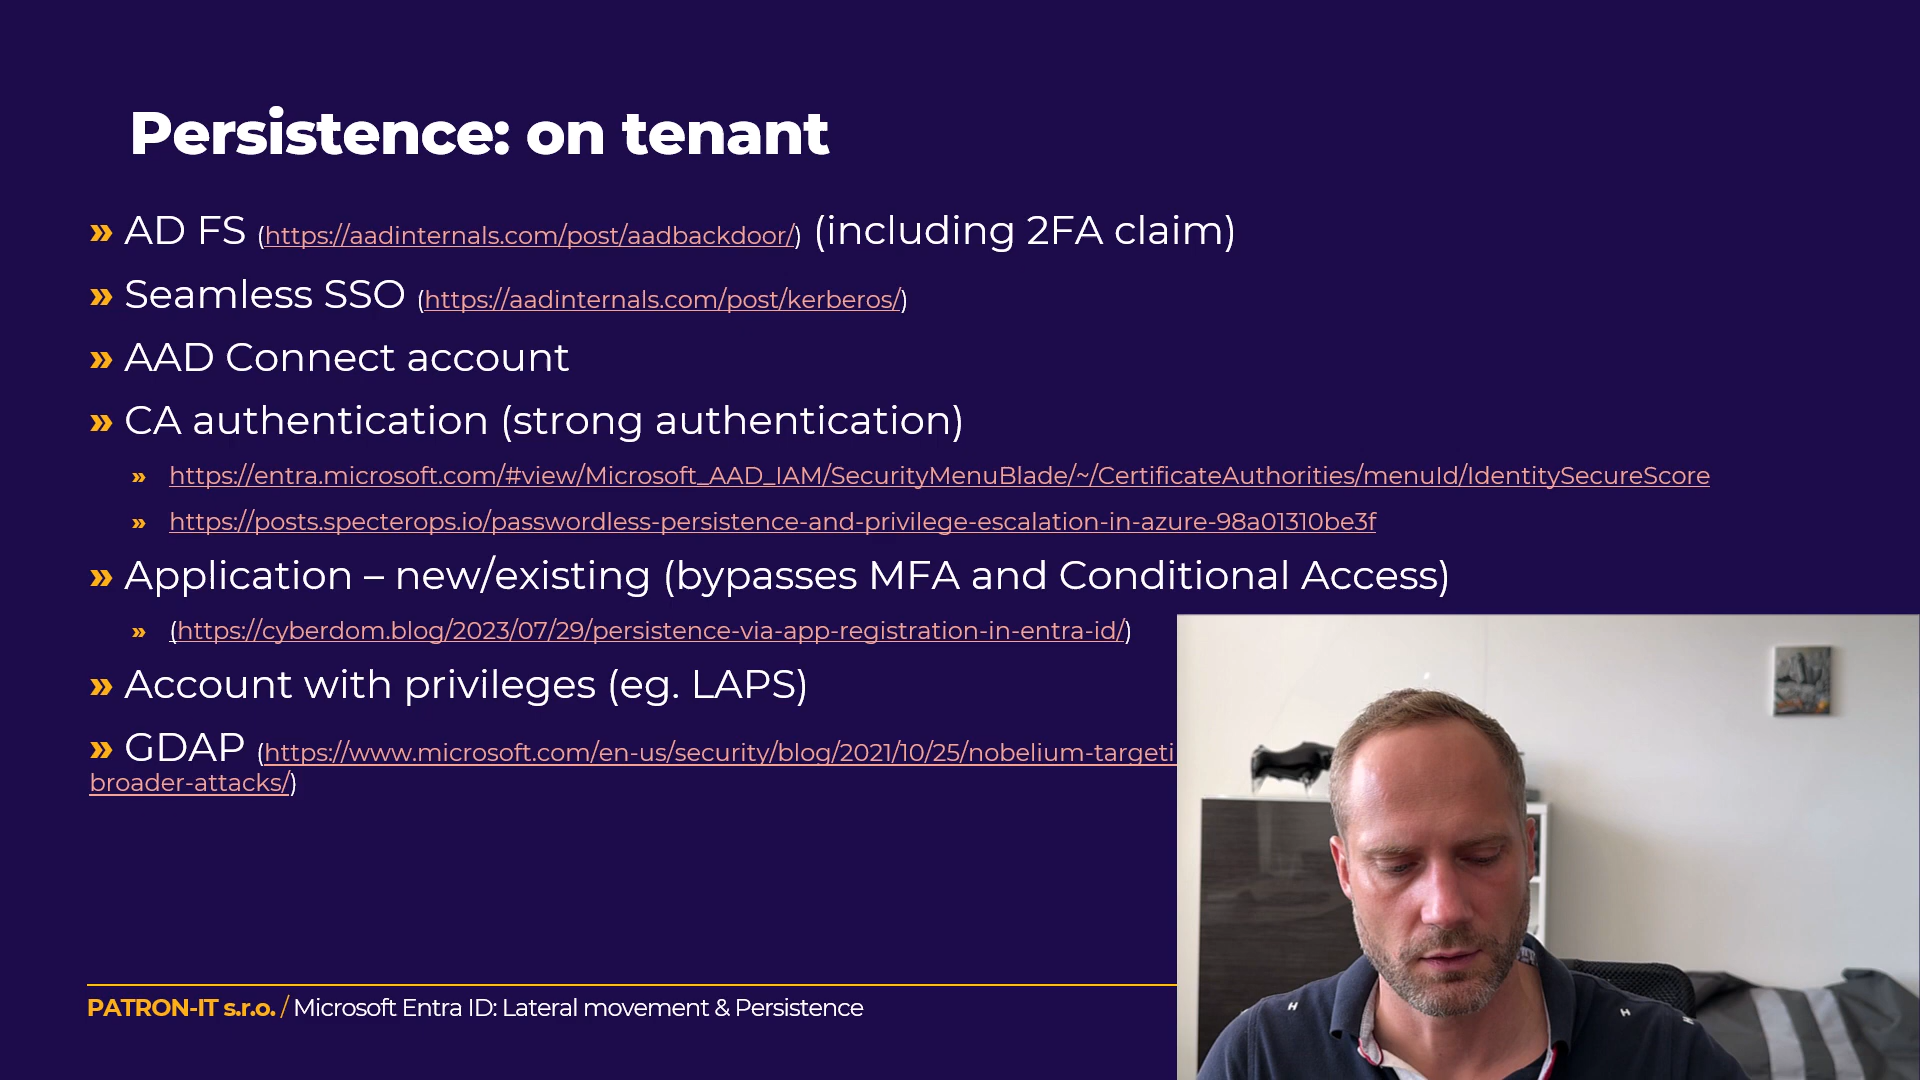 Persistence: on tenant
» AD FS (https://aadinternals.com/post/aadbackdoor/) (including 2FA claim)
» Seamless SSO (https://aadinternals.com/post/kerberos/)
» AAD Connect account
» CA authentication (strong authentication)
» https://entra.microsoft.com/#view/Microsoft_AAD_IAM/SecurityMenuBlade/~/CertificateAuthorities/menuId/IdentitySecureScore
» https://posts.specterops.io/passwordless-persistence-and-privilege-escalation-in-azure-98a01310be3f
» Application – new/existing (bypasses MFA and Conditional Access)
» (https://cyberdom.blog/2023/07/29/persistence-via-app-registration-in-entra-id/)
» Account with privileges (eg. LAPS)
» GDAP (https://www.microsoft.com/en-us/security/blog/2021/10/25/nobelium-targeti
broader-attacks/)
PATRON-IT s.r.o. / Microsoft Entra ID: Lateral movement & Persistence